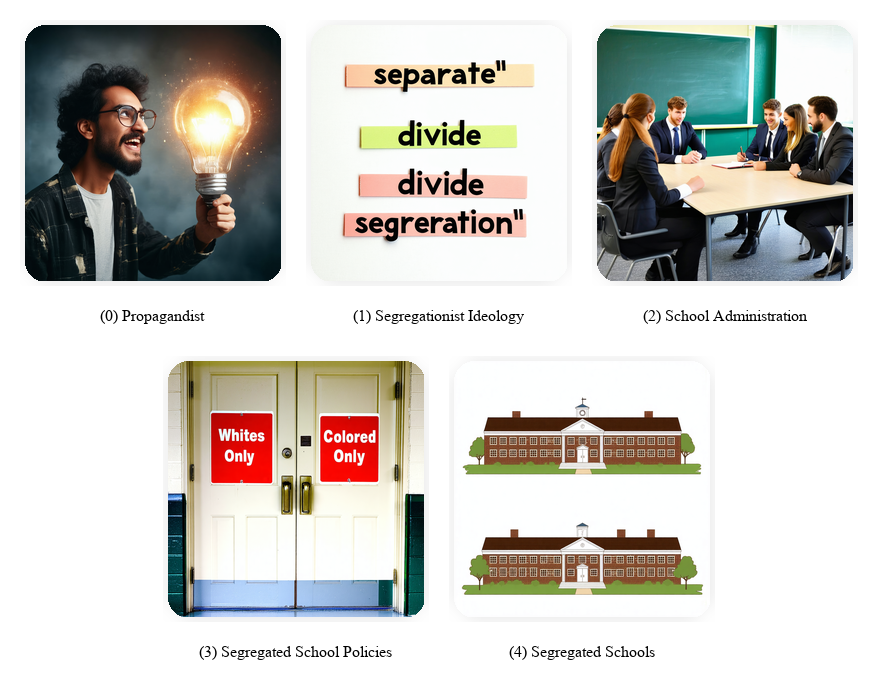 separate"
divide
divide
segreration"
(0) Propagandist
(1) Segregationist Ideology
(2) School Administration
Whites
Only
Colored
Only
(3) Segregated School Policies
(4) Segregated Schools